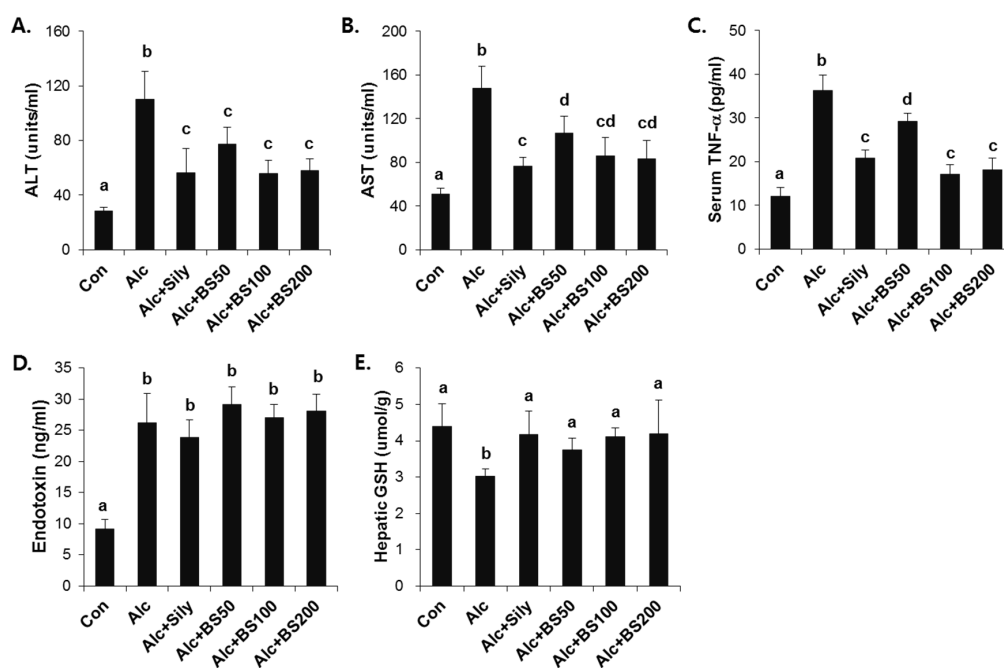 A.
ALT (units/ml)
160
120
80
40
0
b
c
c
c
c
a
Con
Alc
Alc+Sily
Alc+BS50
Alc+BS100
Alc+BS200
B.
AST (units/ml)
200
160
120
80
40
0
b
d
cd
cd
c
a
Con
Alc
Alc+Sily
Alc+BS50
Alc+BS100
Alc+BS200
C.
Serum TNF-α (pg/ml)
50
40
30
20
10
0
b
d
c
c
c
a
Con
Alc
Alc+Sily
Alc+BS50
Alc+BS100
Alc+BS200
D.
Endotoxin (ng/ml)
35
30
25
20
15
10
5
0
b
b
b
b
b
a
Con
Alc
Alc+Sily
Alc+BS50
Alc+BS100
Alc+BS200
E.
Hepatic GSH (umol/g)
6
5
4
3
2
1
0
a
b
a
a
a
a
Con
Alc
Alc+Sily
Alc+BS50
Alc+BS100
Alc+BS200